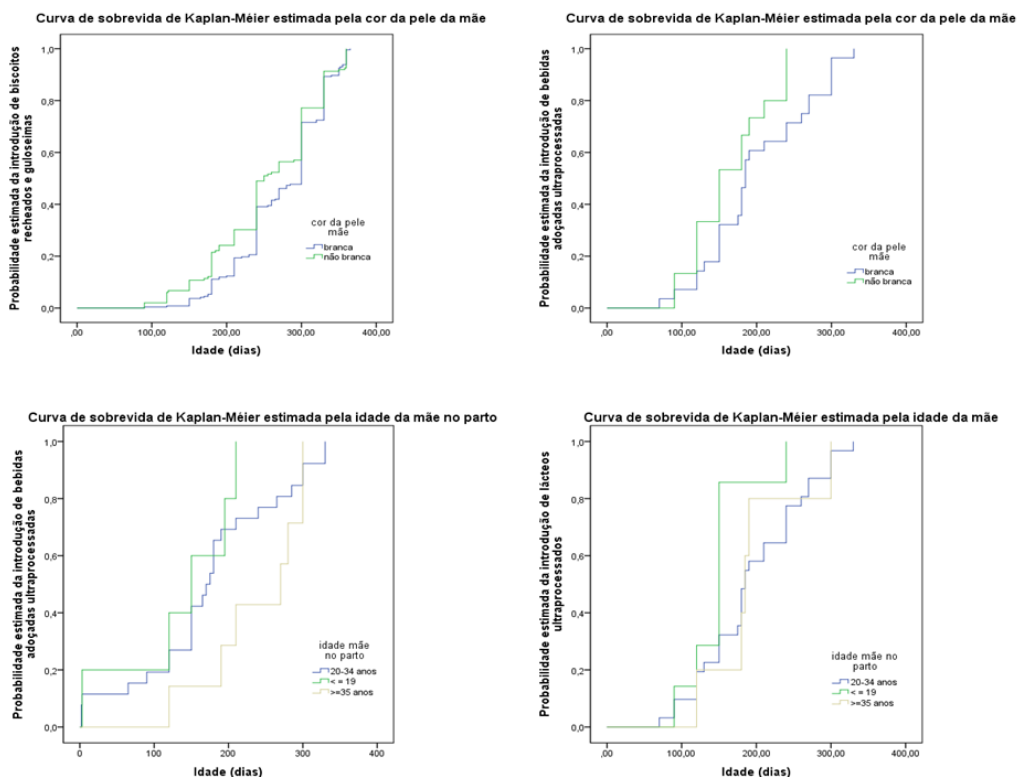 Curva de sobrevida de Kaplan-Méier estimada pela cor da pele da mãe
Probabilidade estimada da introdução de biscoitos
recheados e guloseimas
1,0
0,8
0,6
0,4
0,2
0,0
cor da pele
mãe
branca
não branca
,00
100,00
200,00
300,00
400,00
Idade (dias)
Curva de sobrevida de Kaplan-Méier estimada pela cor da pele da mãe
Probabilidade estimada da introdução de bebidas
adoçadas ultraprocessadas
1,0
0,8
0,6
0,4
0,2
0,0
cor da pele
mãe
branca
não branca
,00
100,00
200,00
300,00
400,00
Idade (dias)
Curva de sobrevida de Kaplan-Méier estimada pela idade da mãe no parto
Probabilidade estimada da introdução de bebidas
adoçadas ultraprocessadas
1,0
0,8
0,6
0,4
0,2
0,0
idade mãe
no parto
20-34 anos
< = 19
>=35 anos
0
100
200
300
400
Idade (dias)
Curva de sobrevida de Kaplan-Méier estimada pela idade da mãe
Probabilidade estimada da introdução de lácteos
ultraprocessados
1,0
0,8
0,6
0,4
0,2
0,0
idade mãe no
parto
20-34 anos
< = 19
>=35 anos
,00
100,00
200,00
300,00
400,00
Idade (dias)